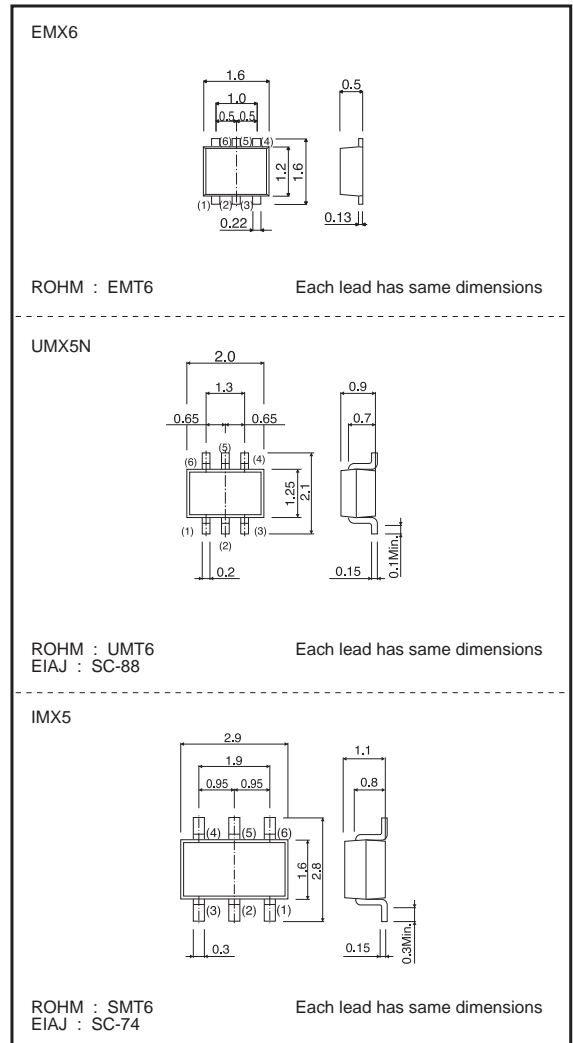 EMX6
1.6
1.0
0.5 0.5
0.5
(6) (5) (4)
1.2
1.6
(1) (2) (3)
0.22
0.13
ROHM : EMT6 Each lead has same dimensions
UMX5N
2.0
1.3
0.65 0.65
0.9
0.7
(5)
(6) (4)
1.25
2.1
(1) (3)
(2)
0.2
0.15
0.1Min.
ROHM : UMT6 Each lead has same dimensions
EIAJ : SC-88
IMX5
2.9
1.9
0.95 0.95
1.1
0.8
(4) (5) (6)
1.6
2.8
(3) (2) (1)
0.3
0.15
0.3Min.
ROHM : SMT6 Each lead has same dimensions
EIAJ : SC-74